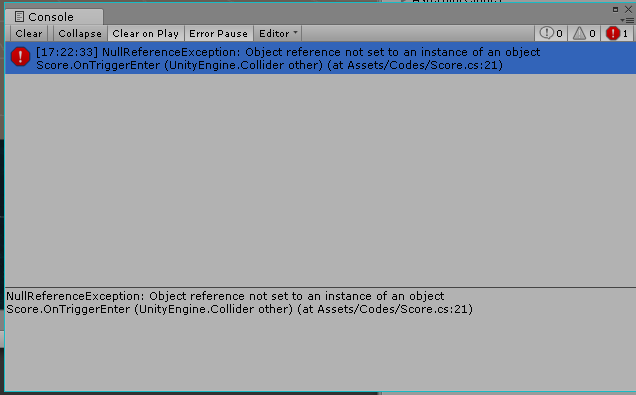 Console
Clear Collapse Clear on Play Error Pause Editor 0 0 1
[17:22:33] NullReferenceException: Object reference not set to an instance of an object
Score.OnTriggerEnter (UnityEngine.Collider other) (at Assets/Codes/Score.cs:21)
NullReferenceException: Object reference not set to an instance of an object
Score.OnTriggerEnter (UnityEngine.Collider other) (at Assets/Codes/Score.cs:21)